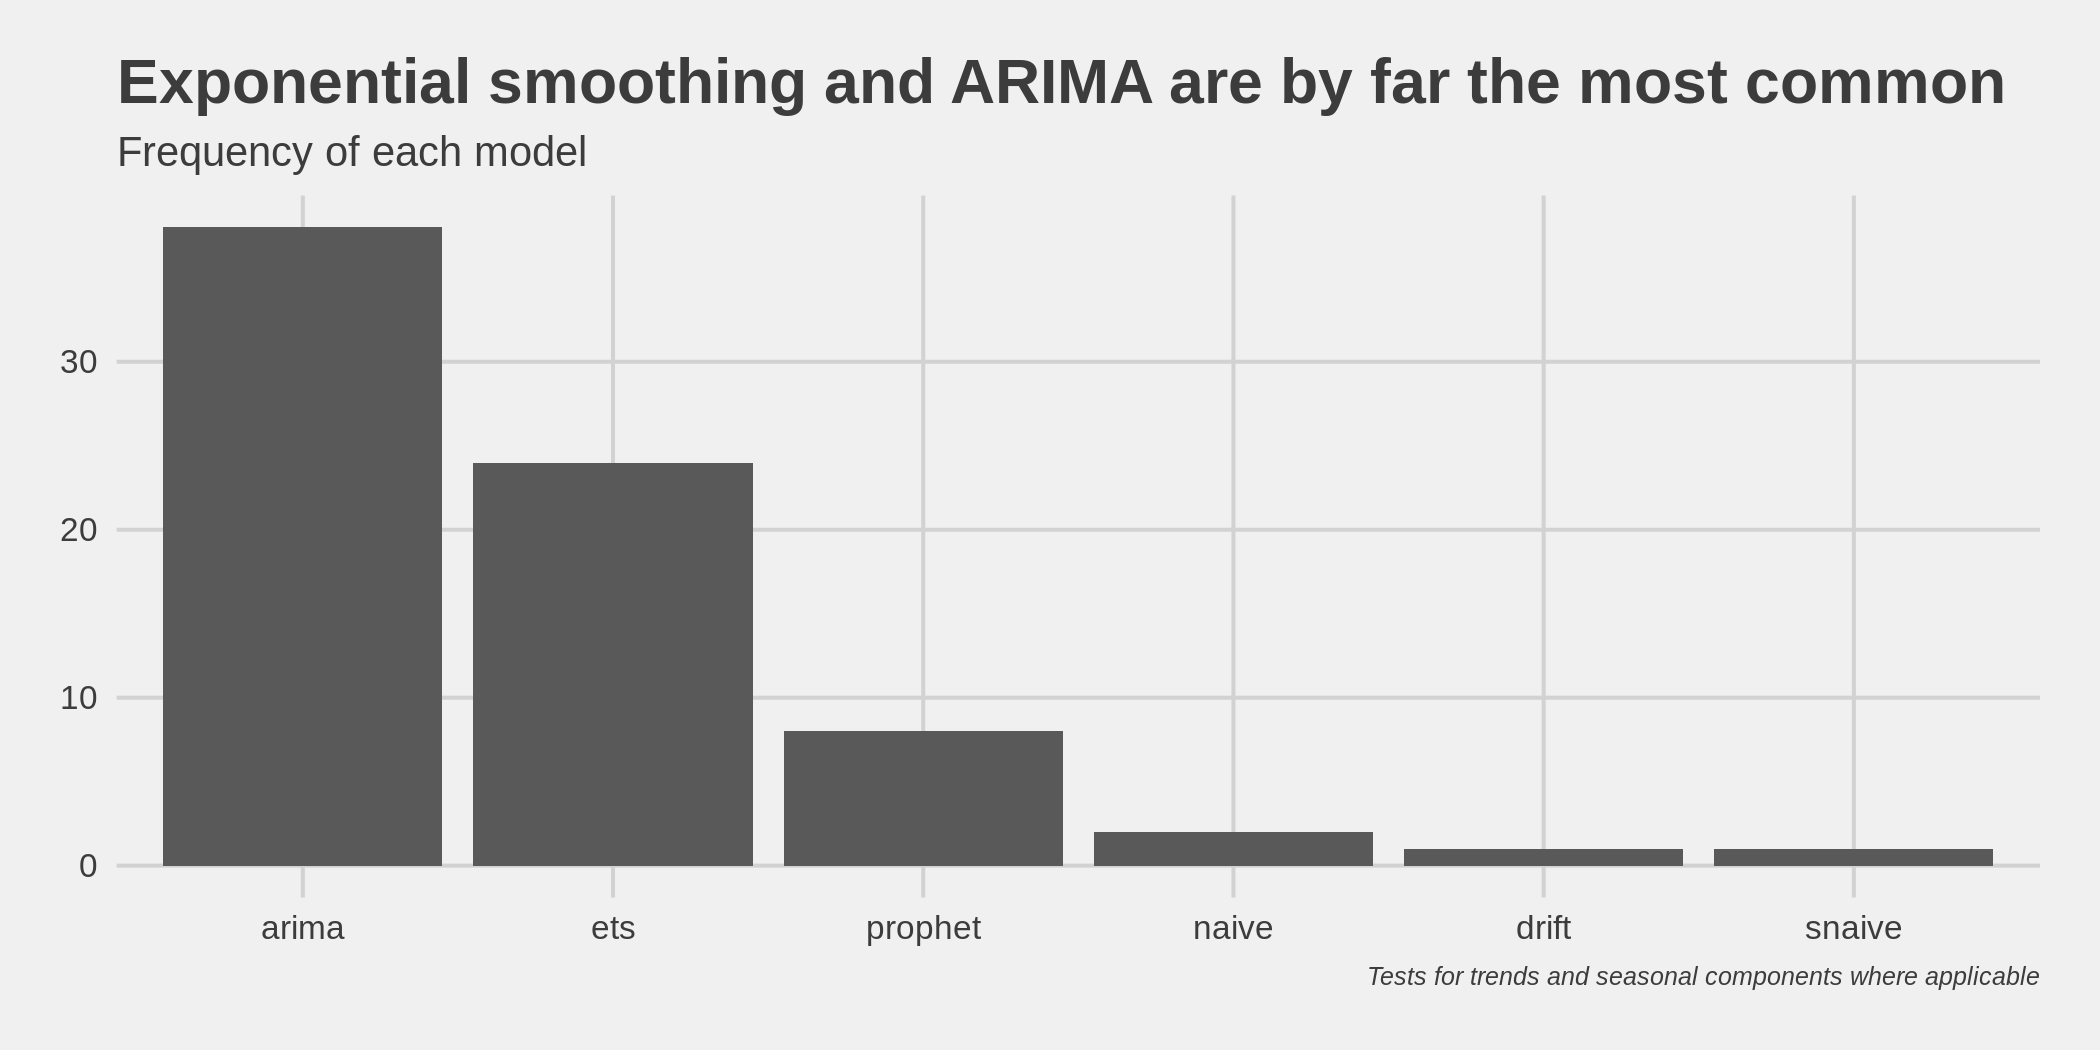 Exponential smoothing and ARIMA are by far the most common
Frequency of each model
30
20
10
0
arima ets prophet naive drift snaive
Tests for trends and seasonal components where applicable